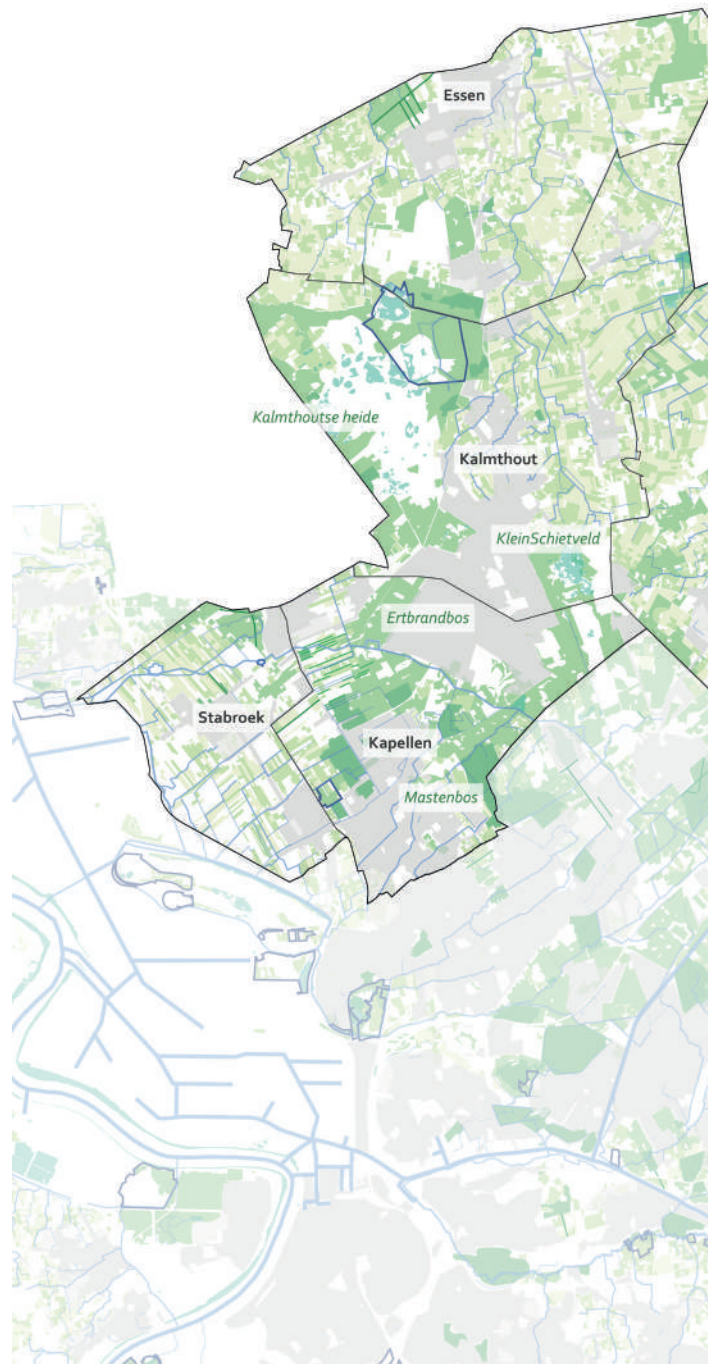 Essen
Kalmthoutse heide
Kalmthout
KleinSchietveld
Ertbrandbos
Stabroek
Kapellen
Mastenbos